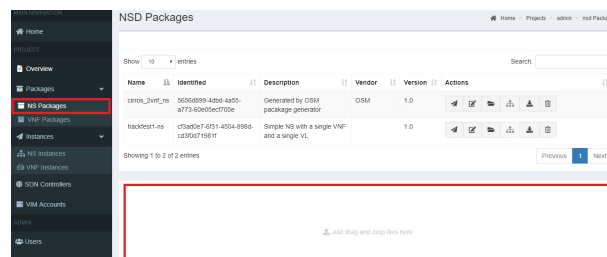 MAIN NAVIGATION
Home
PROJECT
Overview
Packages
NS Packages
VNF Packages
Instances
NS Instances
VNF Instances
SDN Controllers
VIM Accounts
ADMIN
Users
NSD Packages
Home Projects admin nsd Packa
Show 10 entries
Search:
Name Identified Description Vendor Version Actions
cirros_2vnf_ns 5656d899-4dbd-4a55- Generated by OSM OSM 1.0
a773-60e05ecf705e pacakage generator
hackfest1-ns cf3ad0e7-6f31-4504-898d- Simple NS with a single VNF 1.0
cd3f0d71981f and a single VL
Showing 1 to 2 of 2 entries
Previous 1 Next
Just drag and drop files here